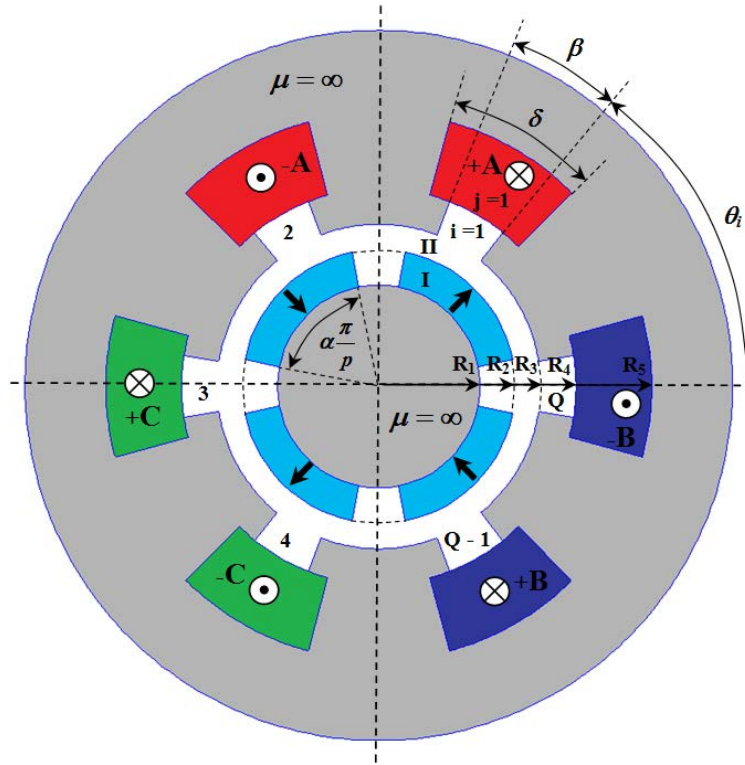 μ = ∞
β
δ
θi
-A
+A
j =1
i =1
2
II
I
α π/p
R1
R2
R3
R4
R5
3
Q
+C
-B
μ = ∞
4
Q - 1
-C
+B